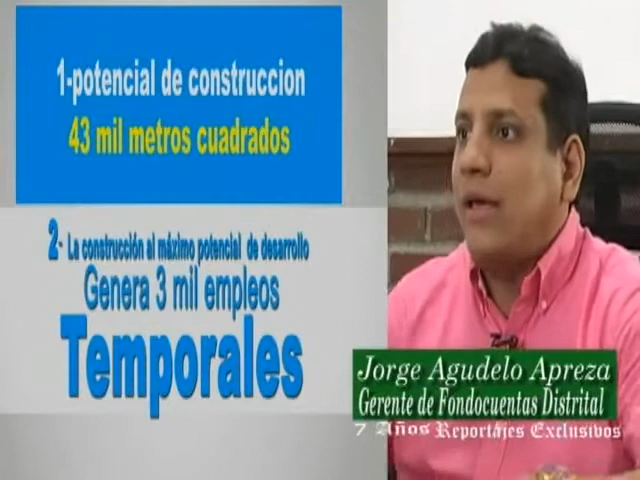 1-potencial de construccion
43 mil metros cuadrados
2- La construcción al máximo potencial de desarrollo
Genera 3 mil empleos
Temporales
Jorge Agudelo Apreza
Gerente de Fondocuentas Distrital
7 Años Reportajes Exclusivos